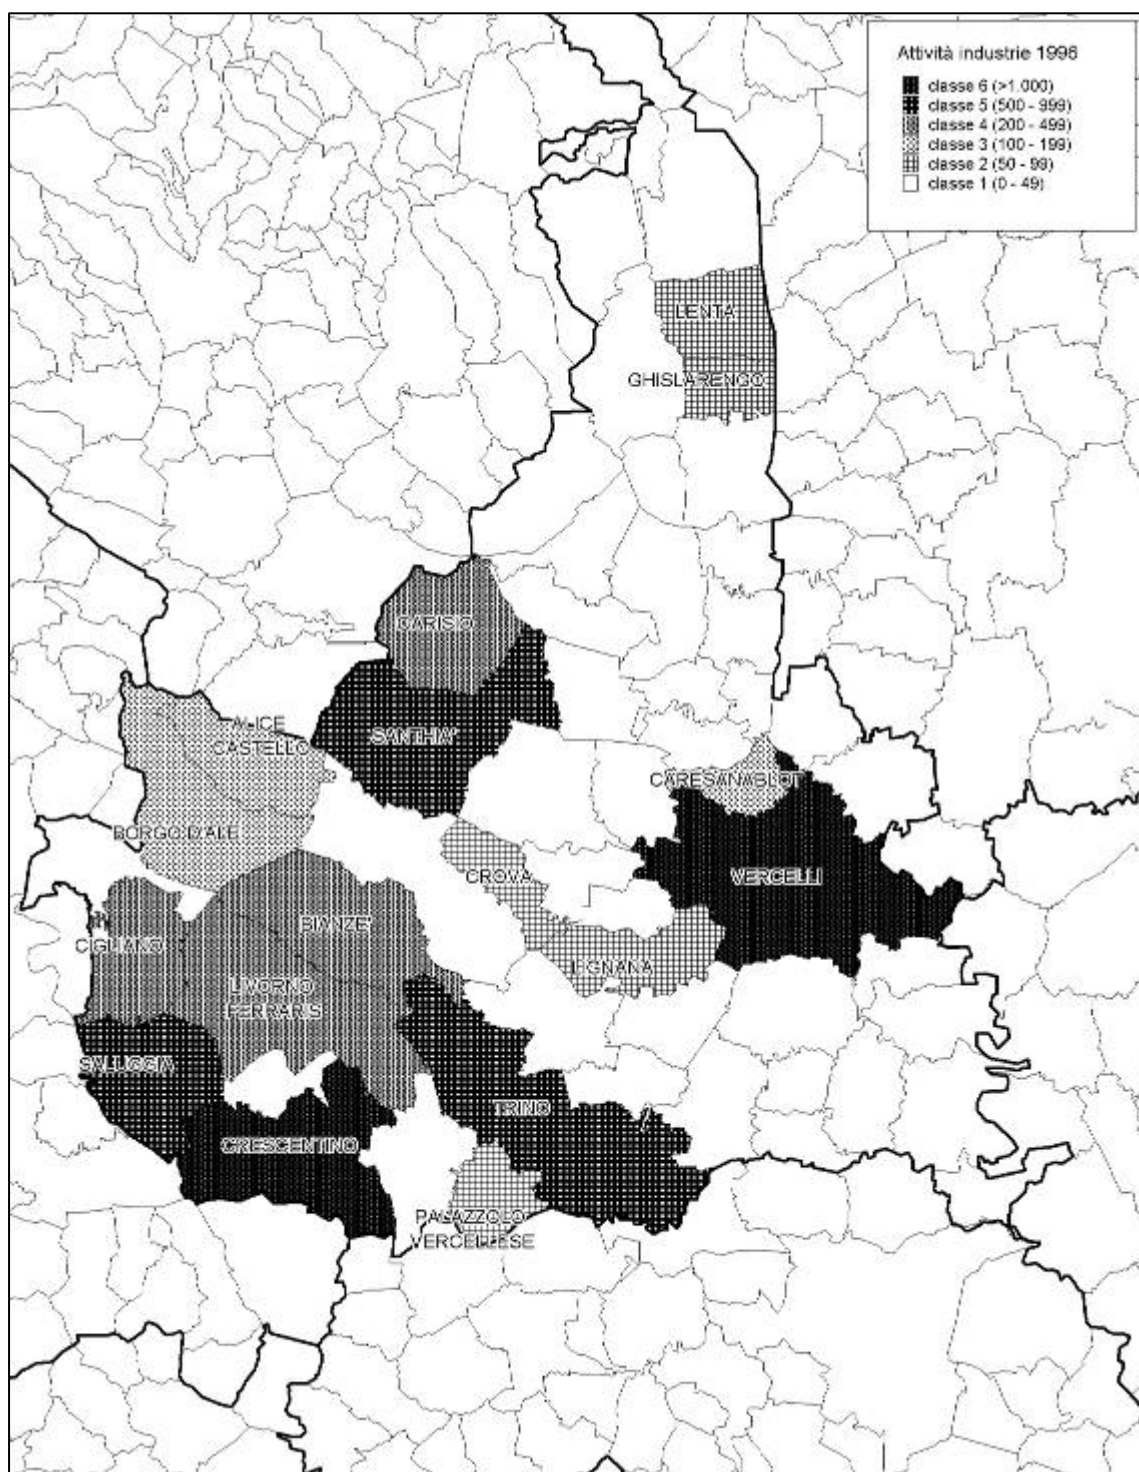 Attività industrie 1996
classe 6 (>1.000)
classe 5 (500 - 999)
classe 4 (200 - 499)
classe 3 (100 - 199)
classe 2 (50 - 99)
classe 1 (0 - 49)
LENTA
GHISLARENGO
CARISIO
ALICE
CASTELLO
SANTHIA'
CARESANABLOT
BORGO D'ALE
CROVA
VERCELLI
BIANZE'
CIGLIANO
LIGNANA
LIVORNO
FERRARIS
SALUGGIA
TRINO
CRESCENTINO
PALAZZOLO
VERCELLESE